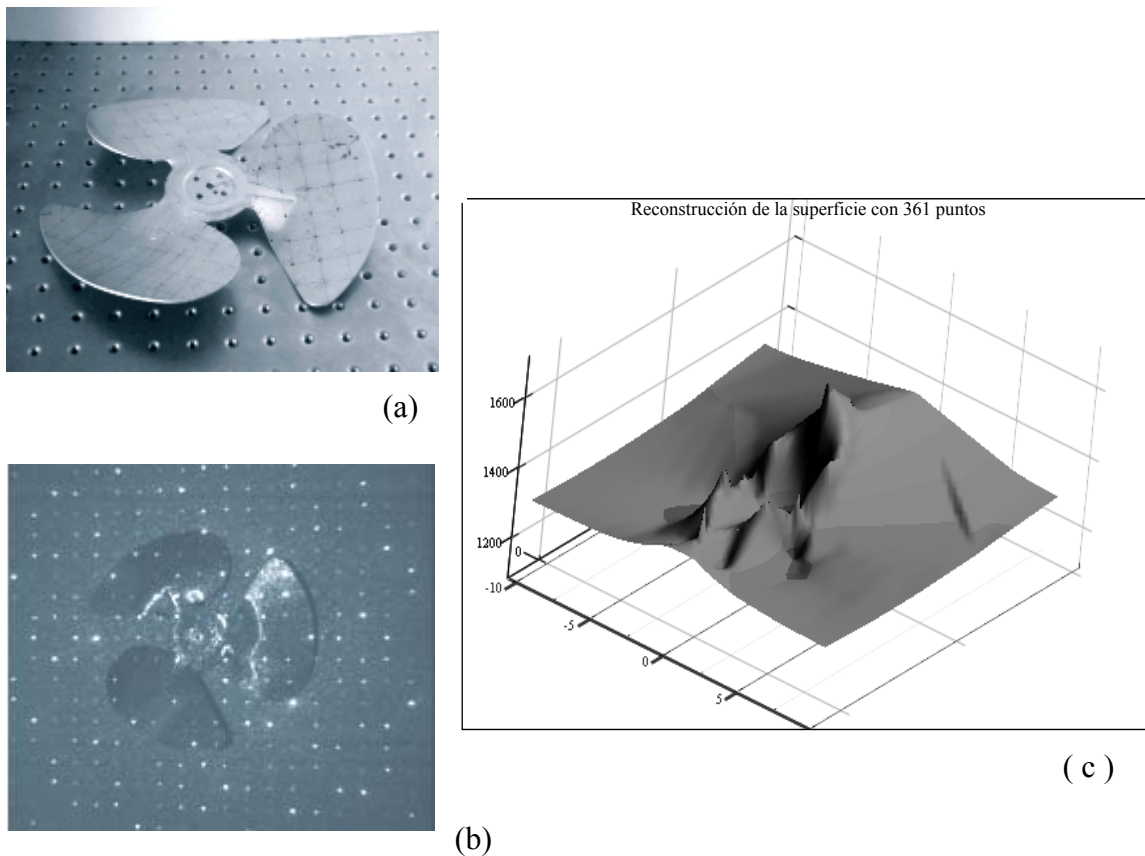 (a)
Reconstrucción de la superficie con 361 puntos
1600
1400
1200
0
-10
-5
0
5
( c )
(b)